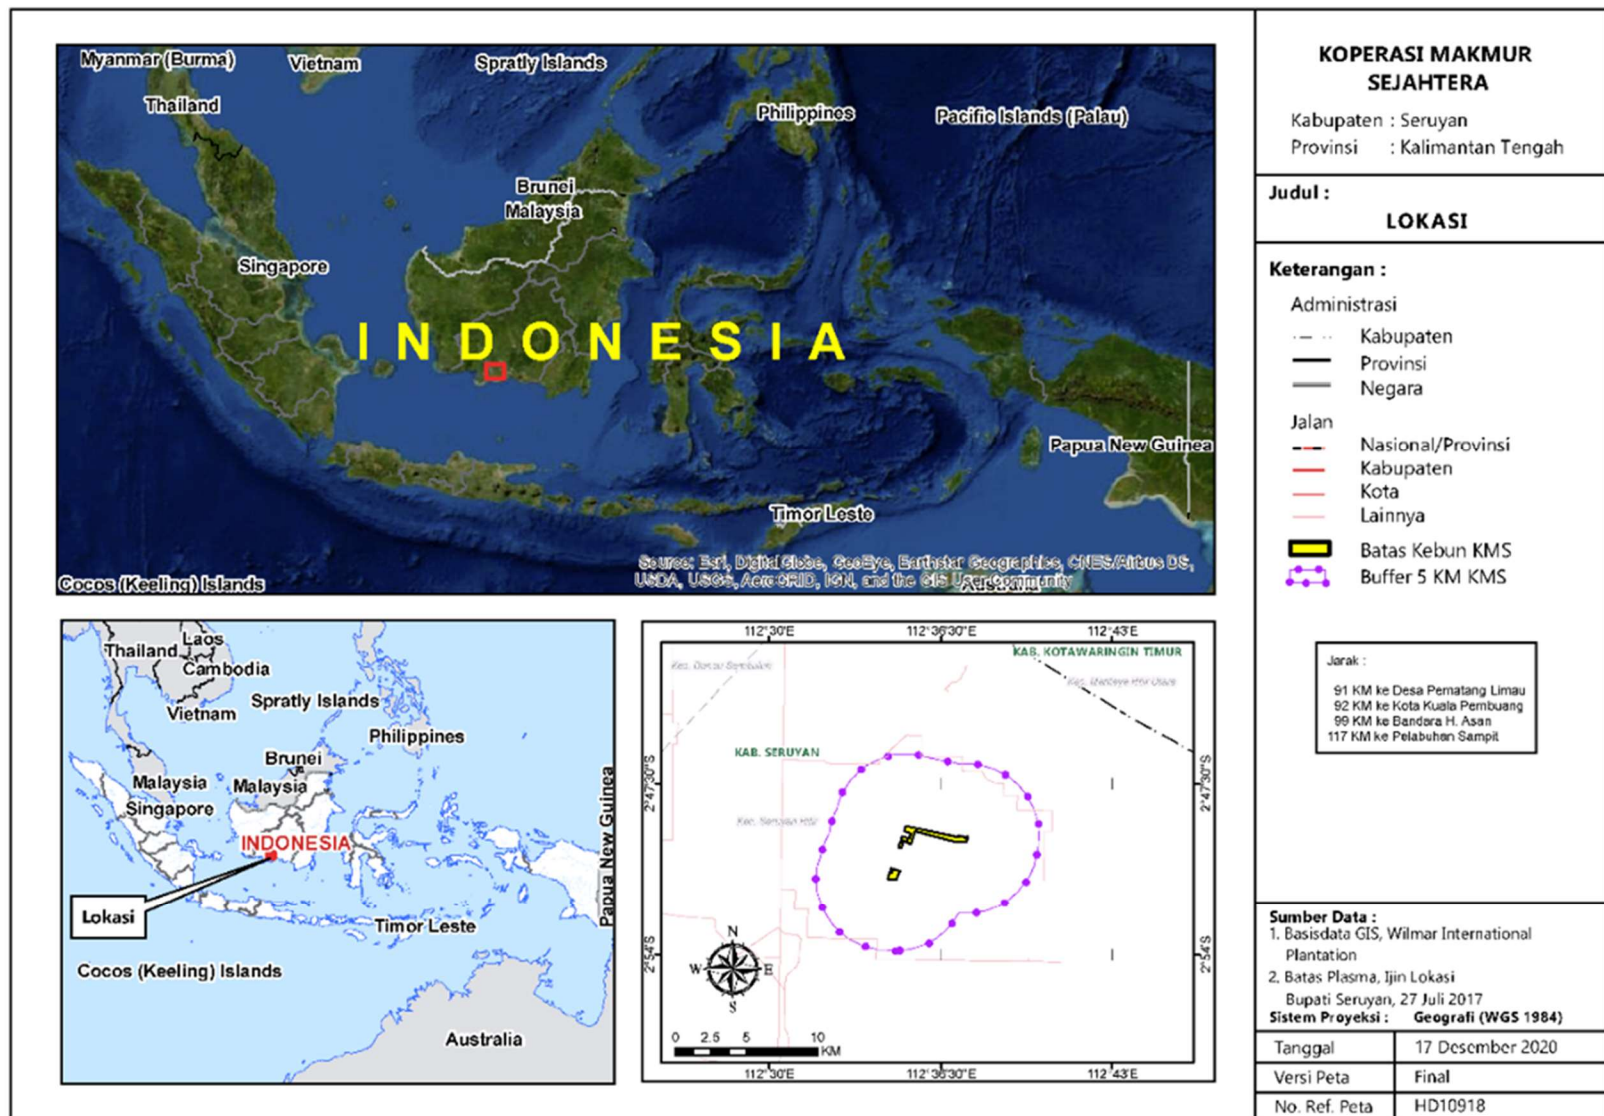 Myanmar (Burma)
Vietnam
Spratly Islands
Thailand
Philippines
Pacific Islands (Palau)
Brunei
Malaysia
Singapore
INDONESIA
Papua New Guinea
Timor Leste
Source: Esri, DigitalGlobe, GeoEye, Earthstar Geographics, CNES/Airbus DS,
USDA, USGS, AeroGRID, IGN, and the GIS User Community
Australia
Cocos (Keeling) Islands
Laos
Thailand
Cambodia
Vietnam
Spratly Islands
Philippines
Brunei
Malaysia
Malaysia
Singapore
INDONESIA
Papua New Guinea
Lokasi
Timor Leste
Cocos (Keeling) Islands
Australia
112°30'E
112°36'30"E
112°43'E
KAB. KOTAWARINGIN TIMUR
Kec. Danau Sembuluh
KAB. SERUYAN
2°47'30"S
2°47'30"S
Kec. Seruyan Hilir
2°54'S
2°54'S
N
W
E
S
0 2.5 5 10
KM
112°30'E
112°36'30"E
112°43'E
KOPERASI MAKMUR
SEJAHTERA
Kabupaten : Seruyan
Provinsi : Kalimantan Tengah
Judul :
LOKASI
Keterangan :
Administrasi
Kabupaten
Provinsi
Negara
Jalan
Nasional/Provinsi
Kabupaten
Kota
Lainnya
Batas Kebun KMS
Buffer 5 KM KMS
Jarak :
91 KM ke Desa Pematang Limau
92 KM ke Kota Kuala Pembuang
99 KM ke Bandara H. Asan
117 KM ke Pelabuhan Sampit
Sumber Data :
1. Basisdata GIS, Wilmar International
Plantation
2. Batas Plasma, Ijin Lokasi
Bupati Seruyan, 27 Juli 2017
Sistem Proyeksi : Geografi (WGS 1984)
Tanggal 17 Desember 2020
Versi Peta Final
No. Ref. Peta HD10918